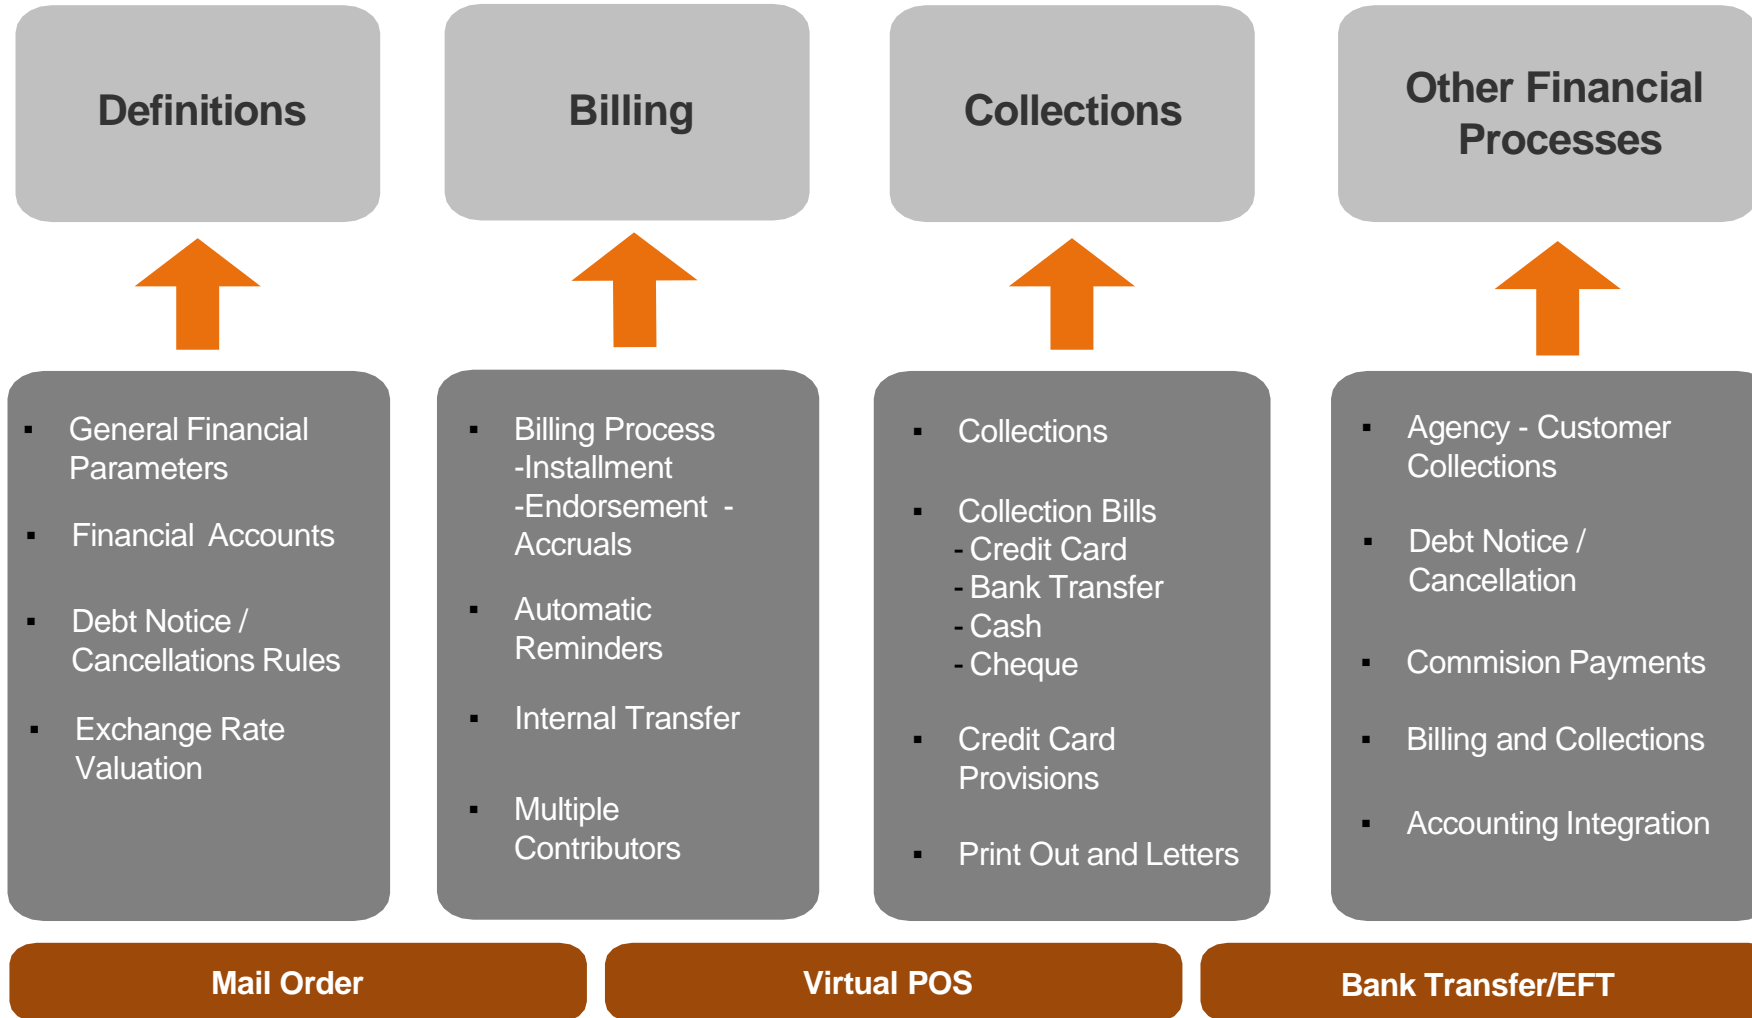 Definitions
Billing
Collections
Other Financial
Processes
▪ General Financial
Parameters
▪ Financial Accounts
▪ Debt Notice /
Cancellations Rules
▪ Exchange Rate
Valuation
▪ Billing Process
-Installment
-Endorsement -
Accruals
▪ Automatic
Reminders
▪ Internal Transfer
▪ Multiple
Contributors
▪ Collections
▪ Collection Bills
- Credit Card
- Bank Transfer
- Cash
- Cheque
▪ Credit Card
Provisions
▪ Print Out and Letters
▪ Agency - Customer
Collections
▪ Debt Notice /
Cancellation
▪ Commision Payments
▪ Billing and Collections
▪ Accounting Integration
Mail Order
Virtual POS
Bank Transfer/EFT